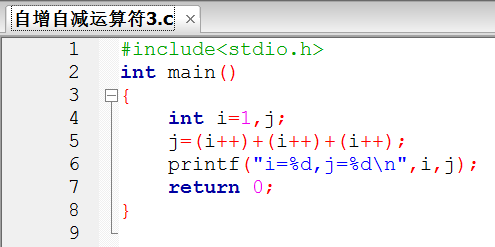 自增自减运算符3.c ×
1 #include<stdio.h>
2 int main()
3 {
4     int i=1,j;
5     j=(i++)+(i++)+(i++);
6     printf("i=%d,j=%d\n",i,j);
7     return 0;
8 }
9